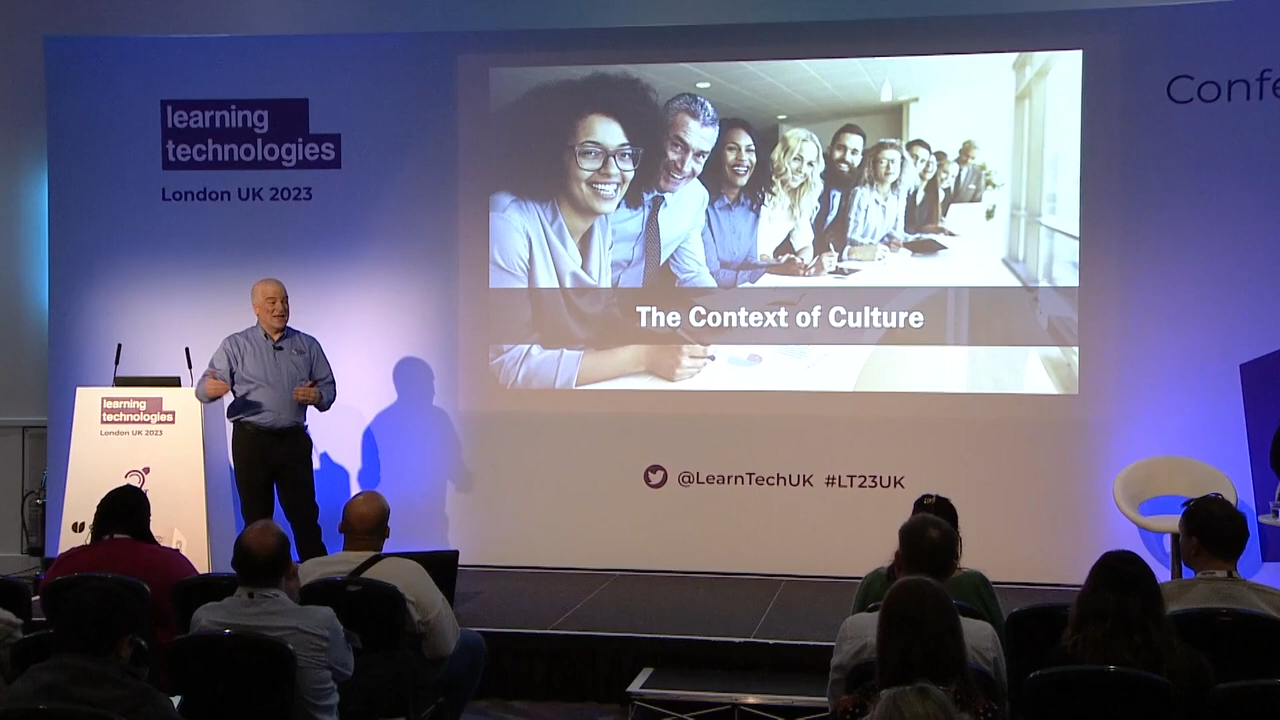 learning
technologies
London UK 2023
Confe
The Context of Culture
@LearnTechUK #LT23UK
learning
technologies
London UK 2023